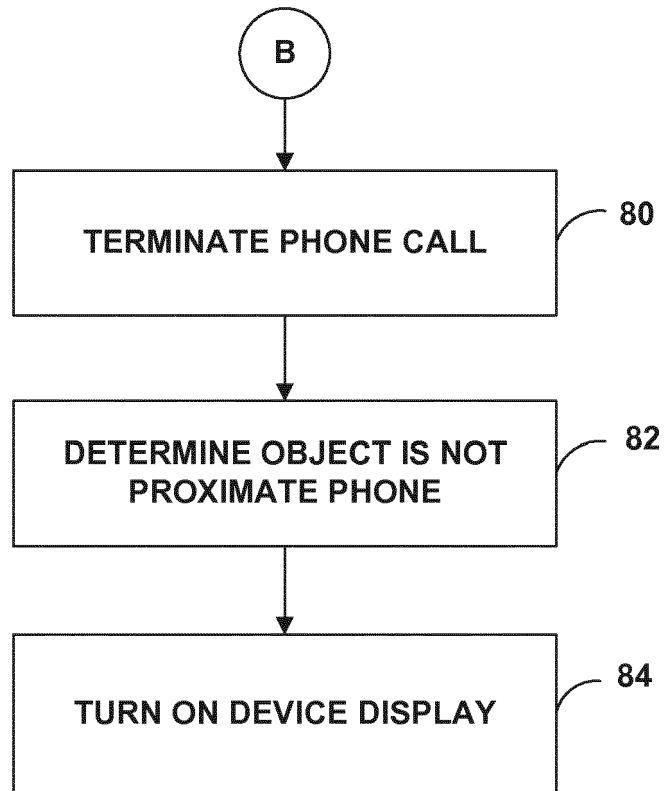 B
TERMINATE PHONE CALL
80
DETERMINE OBJECT IS NOT
PROXIMATE PHONE
82
TURN ON DEVICE DISPLAY
84